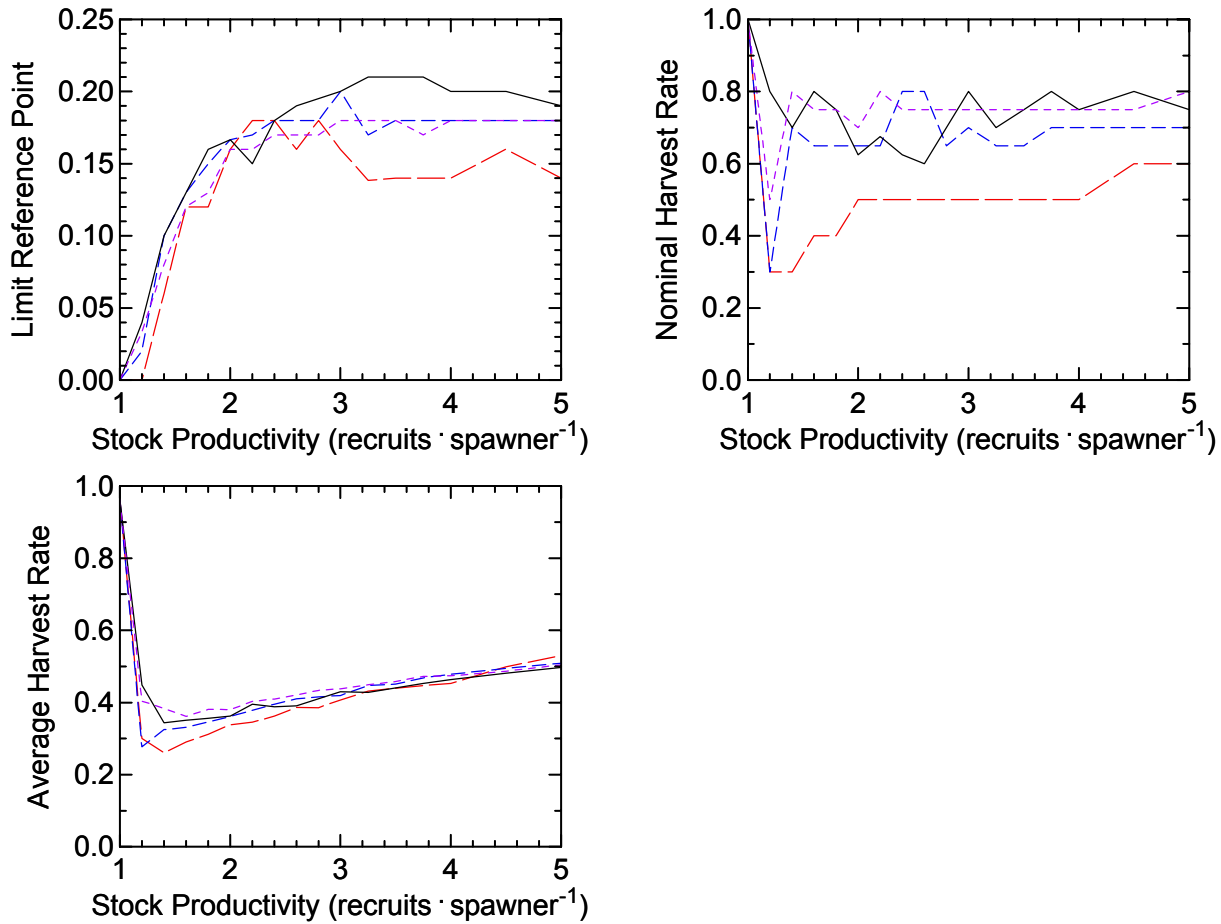 0.25
0.20
0.15
0.10
0.05
0.00
Limit Reference Point
1 2 3 4 5
Stock Productivity (recruits · spawner⁻¹)
1.0
0.8
0.6
0.4
0.2
0.0
Nominal Harvest Rate
1 2 3 4 5
Stock Productivity (recruits · spawner⁻¹)
1.0
0.8
0.6
0.4
0.2
0.0
Average Harvest Rate
1 2 3 4 5
Stock Productivity (recruits · spawner⁻¹)